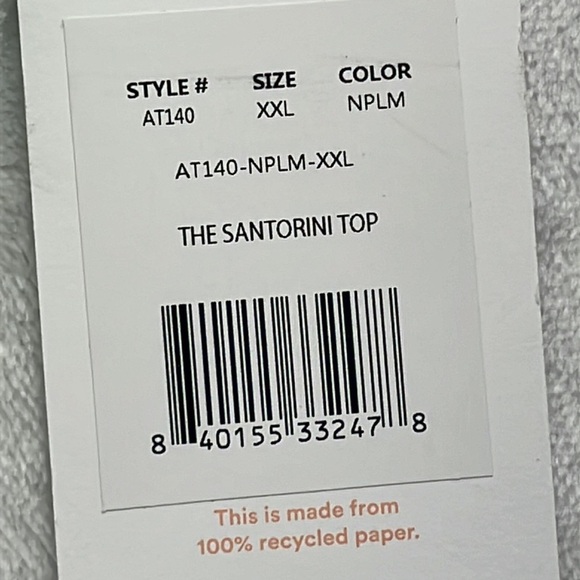 STYLE # SIZE COLOR
AT140 XXL NPLM
AT140-NPLM-XXL
THE SANTORINI TOP
8 40155 33247 8
This is made from
100% recycled paper.